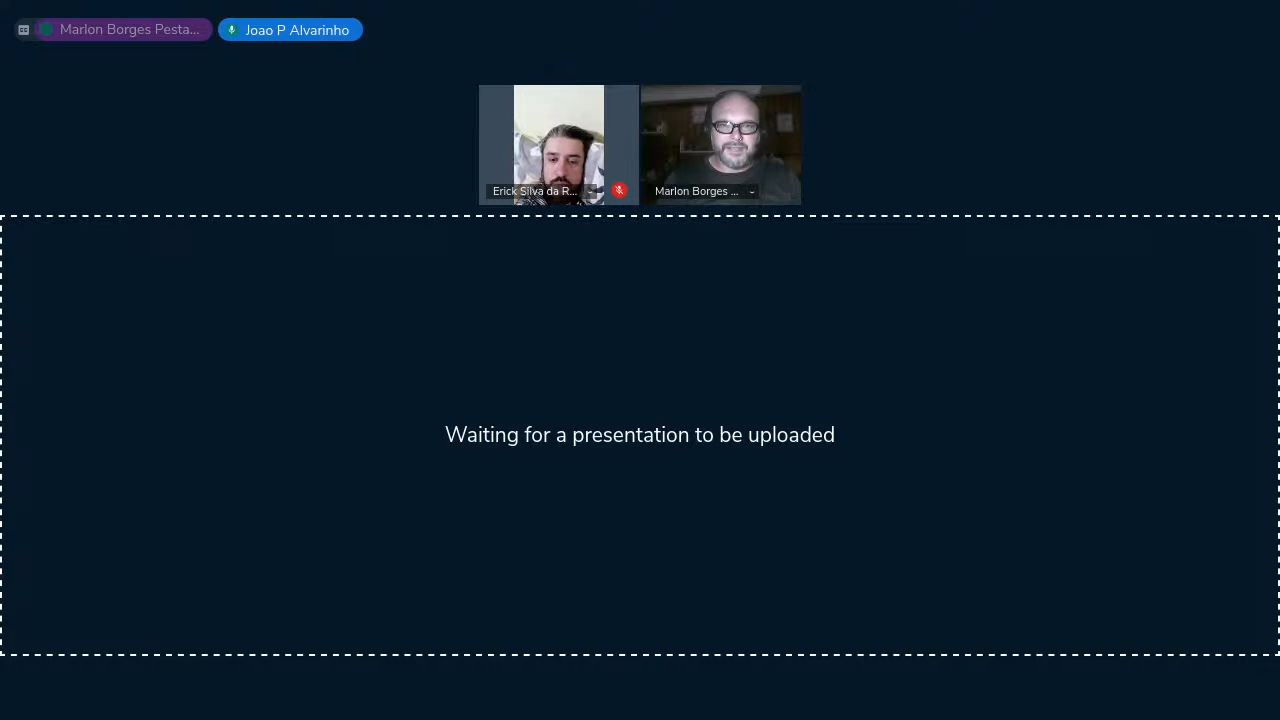 Marlon Borges Pesta...
Joao P Alvarinho
Erick Silva da R...
Marlon Borges ...
Waiting for a presentation to be uploaded